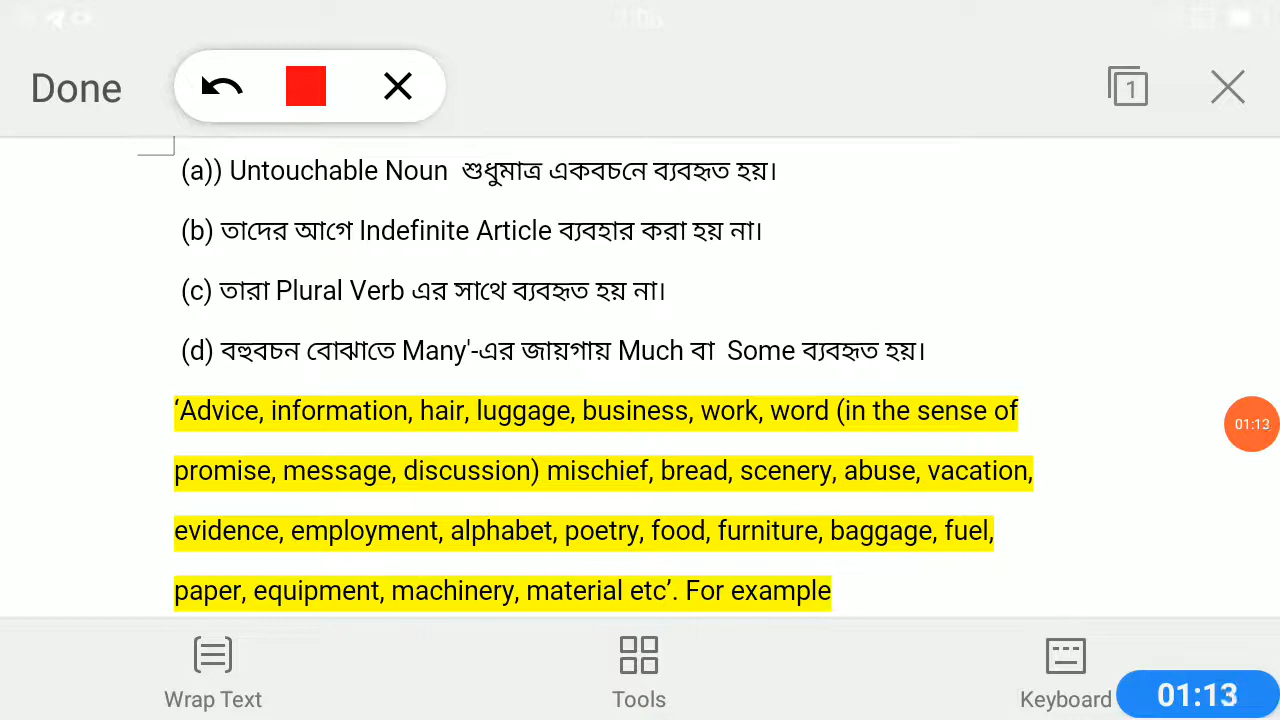 Done
1
(a)) Untouchable Noun শুধুমাত্র একবচনে ব্যবহৃত হয়।
(b) তাদের আগে Indefinite Article ব্যবহার করা হয় না।
(c) তারা Plural Verb এর সাথে ব্যবহৃত হয় না।
(d) বহুবচন বোঝাতে Many'-এর জায়গায় Much বা Some ব্যবহৃত হয়।
‘Advice, information, hair, luggage, business, work, word (in the sense of
01:13
promise, message, discussion) mischief, bread, scenery, abuse, vacation,
evidence, employment, alphabet, poetry, food, furniture, baggage, fuel,
paper, equipment, machinery, material etc’. For example
Wrap Text
Tools
Keyboard
01:13